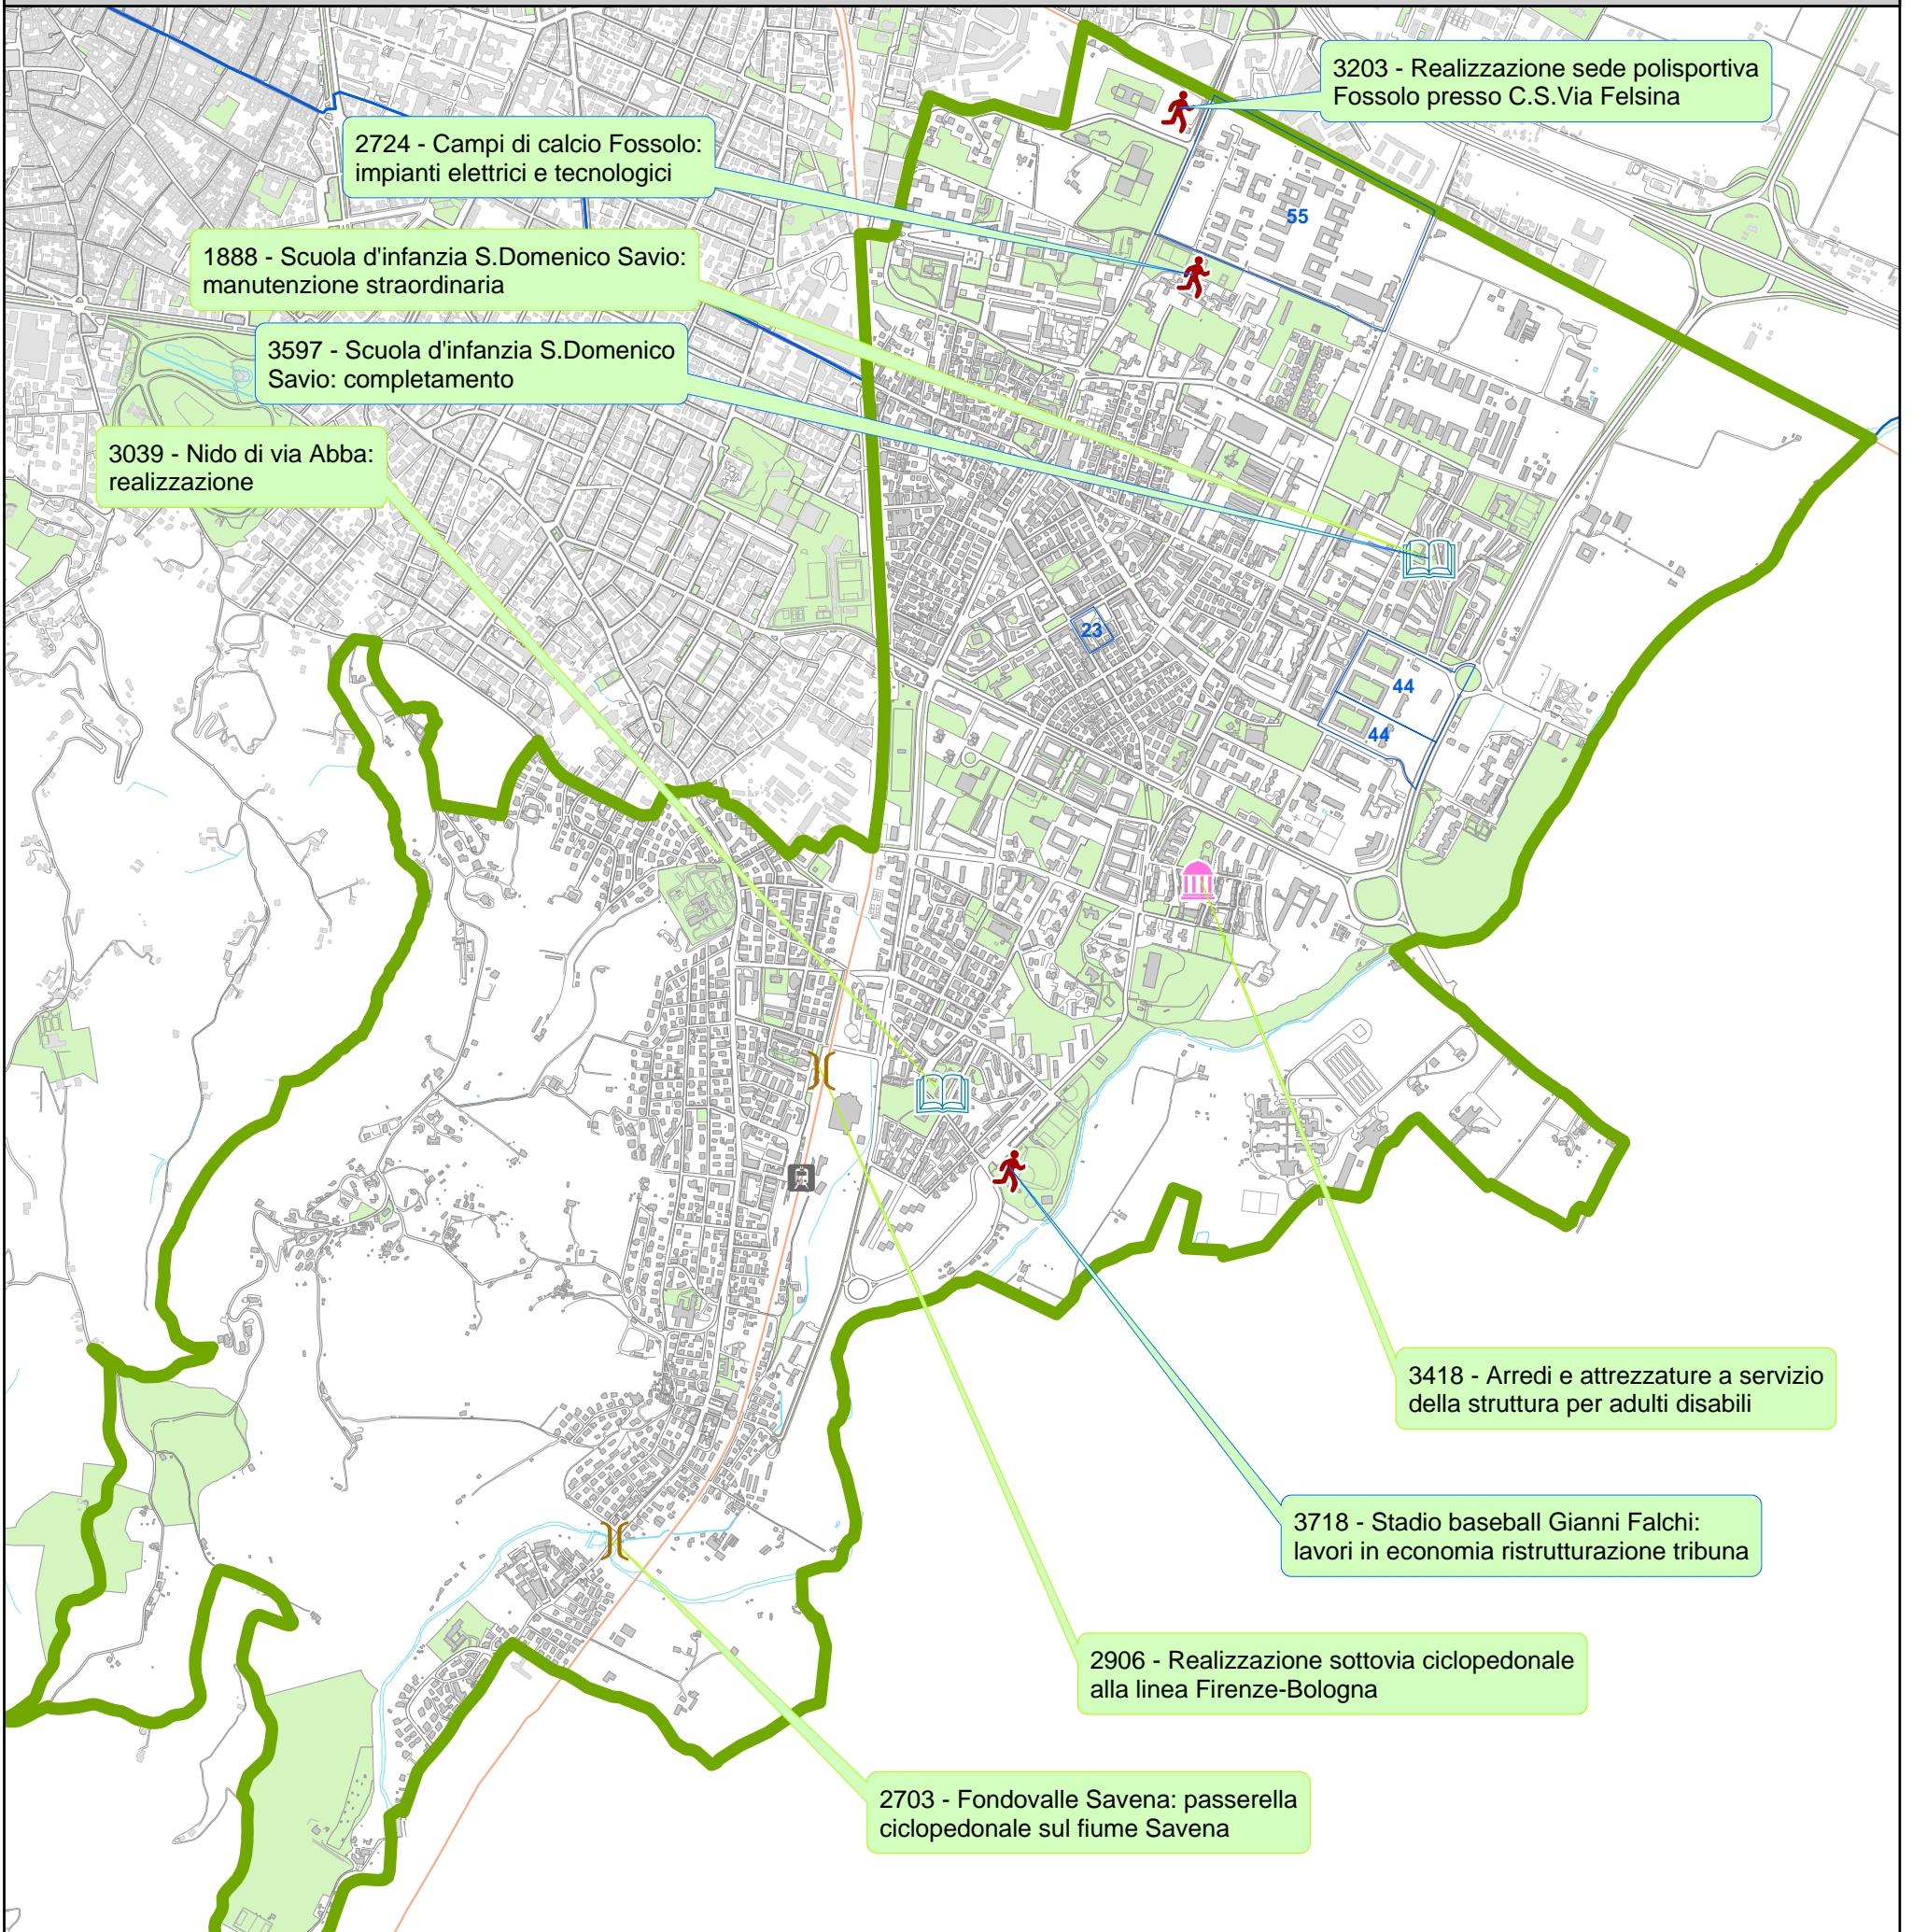 3203 - Realizzazione sede polisportiva
Fossolo presso C.S.Via Felsina
2724 - Campi di calcio Fossolo:
impianti elettrici e tecnologici
55
1888 - Scuola d'infanzia S.Domenico Savio:
manutenzione straordinaria
3597 - Scuola d'infanzia S.Domenico
Savio: completamento
3039 - Nido di via Abba:
realizzazione
23
44
44
3418 - Arredi e attrezzature a servizio
della struttura per adulti disabili
3718 - Stadio baseball Gianni Falchi:
lavori in economia ristrutturazione tribuna
2906 - Realizzazione sottovia ciclopedonale
alla linea Firenze-Bologna
2703 - Fondovalle Savena: passerella
ciclopedonale sul fiume Savena